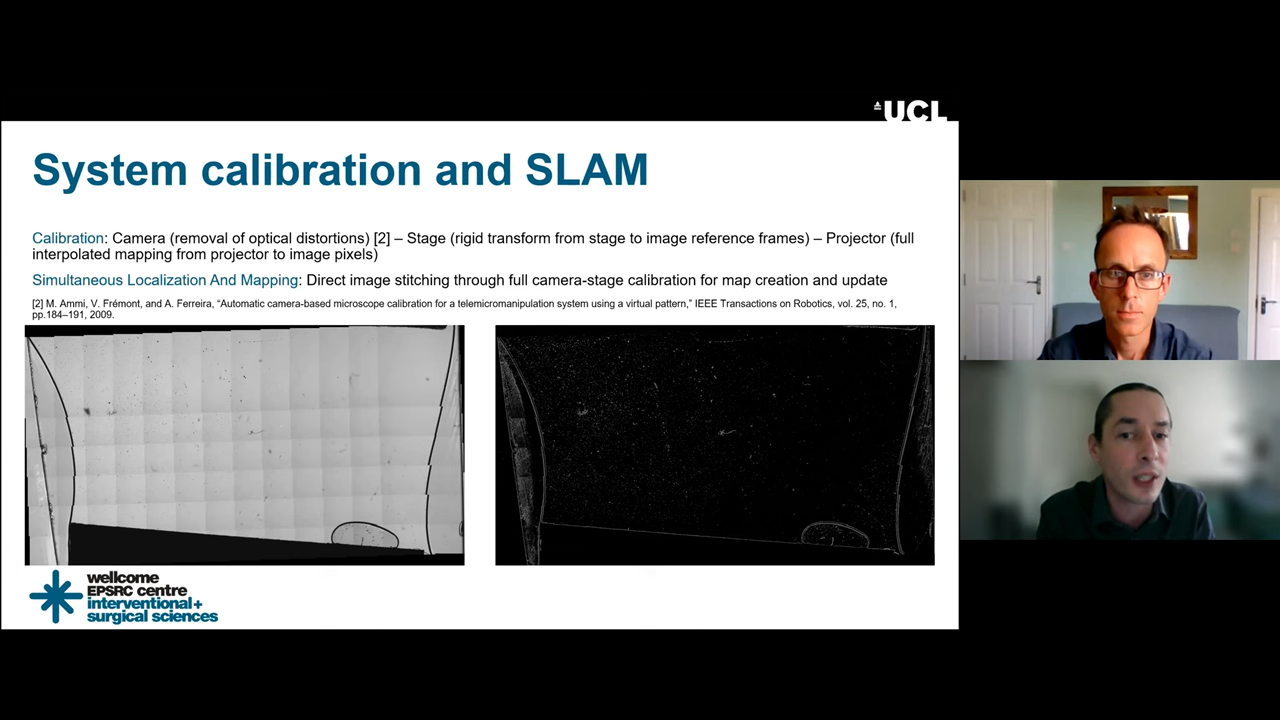 UCL
System calibration and SLAM
Calibration: Camera (removal of optical distortions) [2] – Stage (rigid transform from stage to image reference frames) – Projector (full
interpolated mapping from projector to image pixels)
Simultaneous Localization And Mapping: Direct image stitching through full camera-stage calibration for map creation and update
[2] M. Ammi, V. Frémont, and A. Ferreira, “Automatic camera-based microscope calibration for a telemicromanipulation system using a virtual pattern,” IEEE Transactions on Robotics, vol. 25, no. 1,
pp.184–191, 2009.
wellcome
EPSRC centre
interventional+
surgical sciences